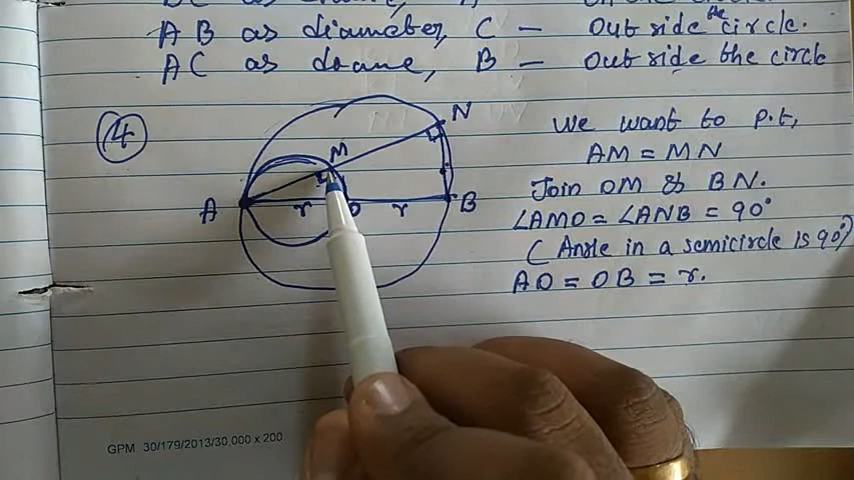 AB as diameter, C - out side the circle.
AC as diame, B - out side the circle
4
N
We want to p.t,
M
AM = MN
Join OM & BN.
A
r
r
B
∠AMO = ∠ANB = 90°
(Angle in a semicircle is 90°)
AO = OB = r.
GPM 30/179/2013/30,000 x 200